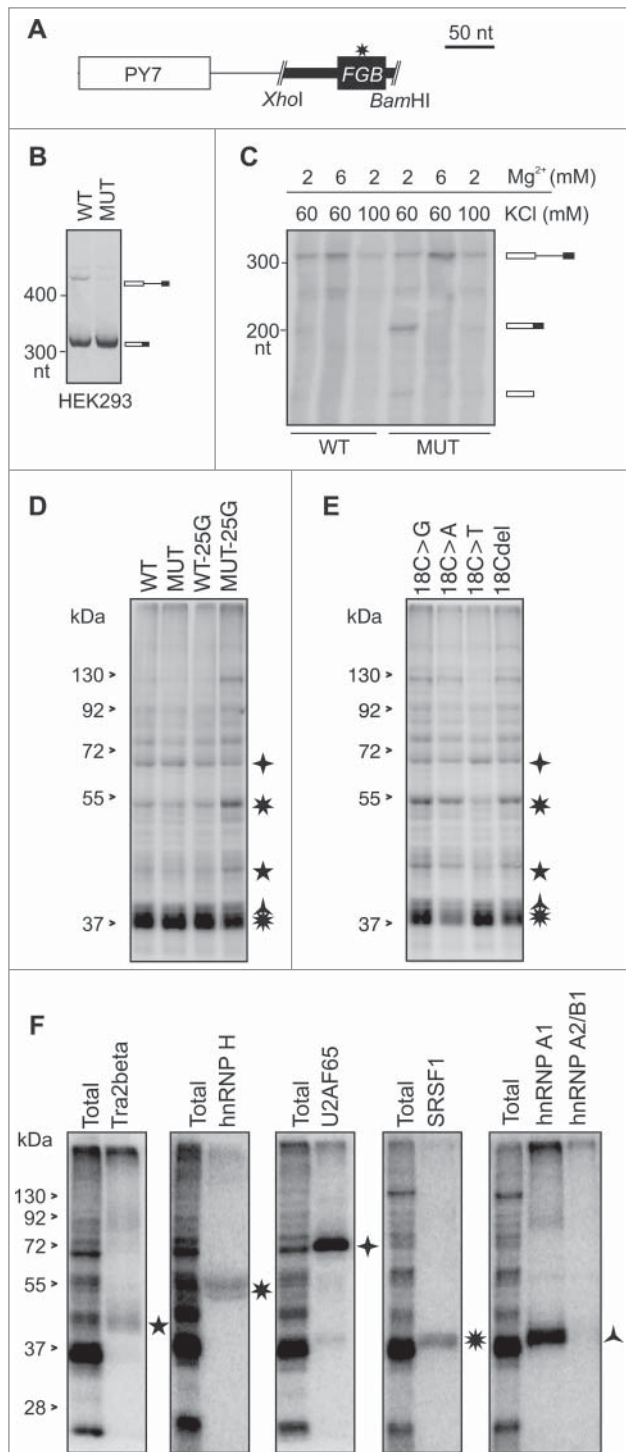 A
50 nt
PY7
FGB
XhoI
BamHI
B
WT
MUT
400
300
nt
HEK293
C
2 6 2 2 6 2 Mg2+ (mM)
60 60 100 60 60 100 KCl (mM)
300
200
nt
WT
MUT
D
WT
MUT
WT-25G
MUT-25G
kDa
130
92
72
55
37
E
18C>G
18C>A
18C>T
18Cdel
kDa
130
92
72
55
37
F
Total
Tra2beta
Total
hnRNP H
Total
U2AF65
Total
SRSF1
Total
hnRNP A1
hnRNP A2/B1
kDa
130
92
72
55
37
28